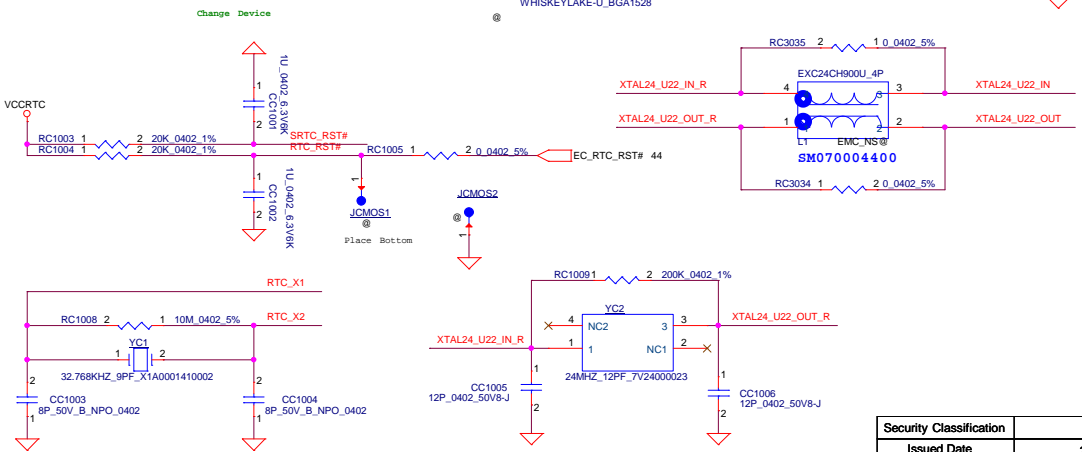 WHISKEYLAKE-U_BGA1528
@
Change Device
VCCRTC
1
2
CC1001
1U_0402_6.3V6K
RC1003 1 2 20K_0402_1%
SRTC_RST#
RC1004 1 2 20K_0402_1%
RTC_RST#
RC1005 1 2 0_0402_5%
EC_RTC_RST# 44
1
2
CC1002
1U_0402_6.3V6K
1
JCMOS1
@
Place Bottom
JCMOS2
@
1
RC3035 2 1 0_0402_5%
EXC24CH900U_4P
XTAL24_U22_IN_R 4 3 3 XTAL24_U22_IN
XTAL24_U22_OUT_R 1 2 2 XTAL24_U22_OUT
L1 EMC_NS@
SM070004400
RC3034 1 2 0_0402_5%
RTC_X1
RC1008 2 1 10M_0402_5% RTC_X2
YC1
1 2
32.768KHZ_9PF_X1A0001410002
2
CC1003
8P_50V_B_NPO_0402
1
2
CC1004
8P_50V_B_NPO_0402
1
RC1009 1 2 200K_0402_1%
YC2
4 NC2 3 3 XTAL24_U22_OUT_R
XTAL24_U22_IN_R 1 1 NC1 2
24MHZ_12PF_7V24000023
1
CC1005
12P_0402_50V8-J
2
1
CC1006
12P_0402_50V8-J
2
Security Classification
Issued Date